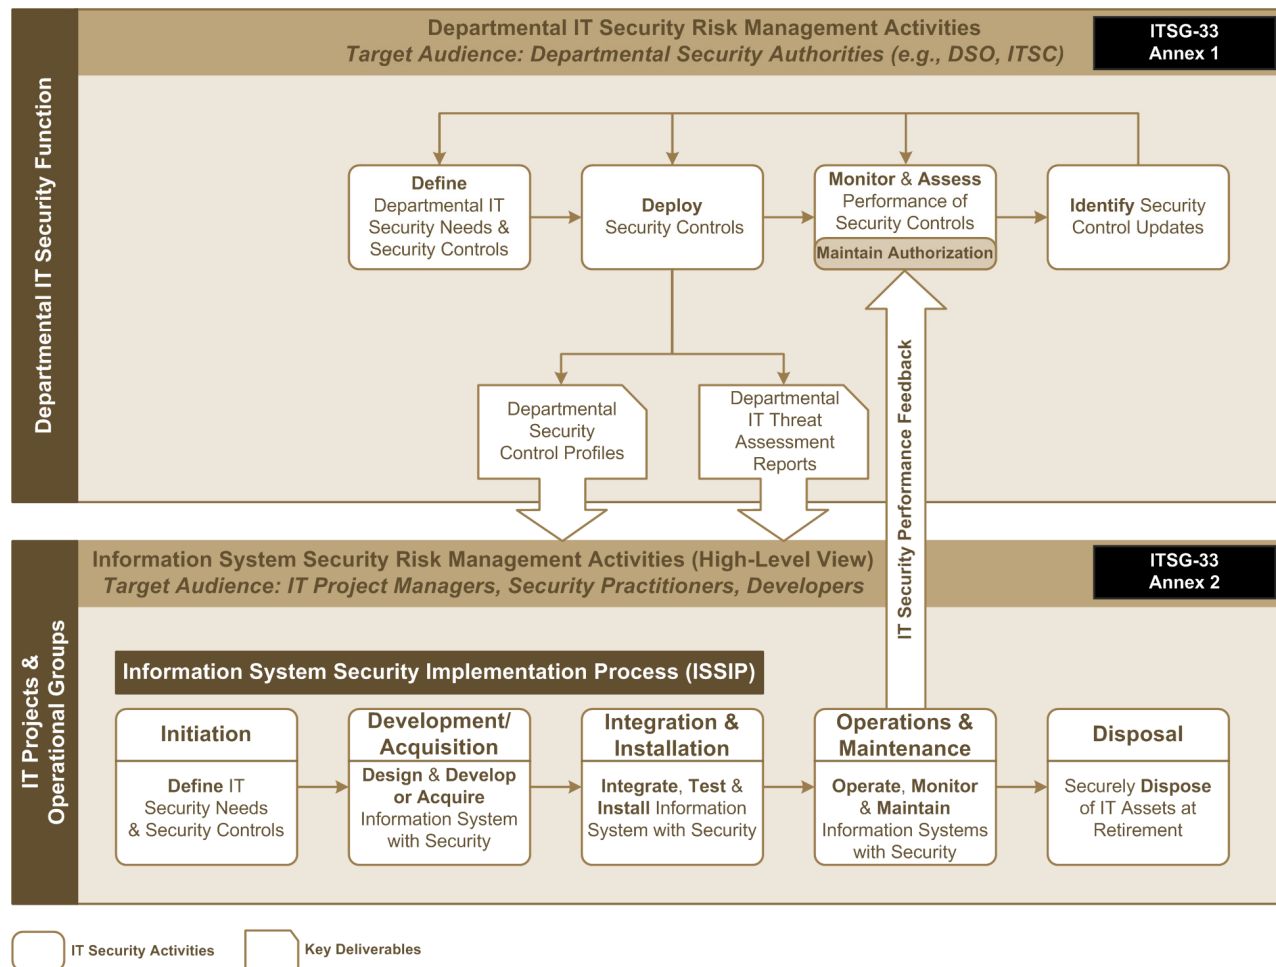 Departmental IT Security Risk Management Activities
Target Audience: Departmental Security Authorities (e.g., DSO, ITSC)
ITSG-33
Annex 1
Departmental IT Security Function
Define
Departmental IT
Security Needs &
Security Controls
Deploy
Security Controls
Monitor & Assess
Performance of
Security Controls
Maintain Authorization
Identify Security
Control Updates
Departmental
Security
Control Profiles
Departmental
IT Threat
Assessment
Reports
IT Security Performance Feedback
Information System Security Risk Management Activities (High-Level View)
Target Audience: IT Project Managers, Security Practitioners, Developers
ITSG-33
Annex 2
IT Projects &
Operational Groups
Information System Security Implementation Process (ISSIP)
Initiation
Define IT
Security Needs
& Security Controls
Development/
Acquisition
Design & Develop
or Acquire
Information System
with Security
Integration &
Installation
Integrate, Test &
Install Information
System with Security
Operations &
Maintenance
Operate, Monitor
& Maintain
Information Systems
with Security
Disposal
Securely Dispose
of IT Assets at
Retirement
IT Security Activities
Key Deliverables